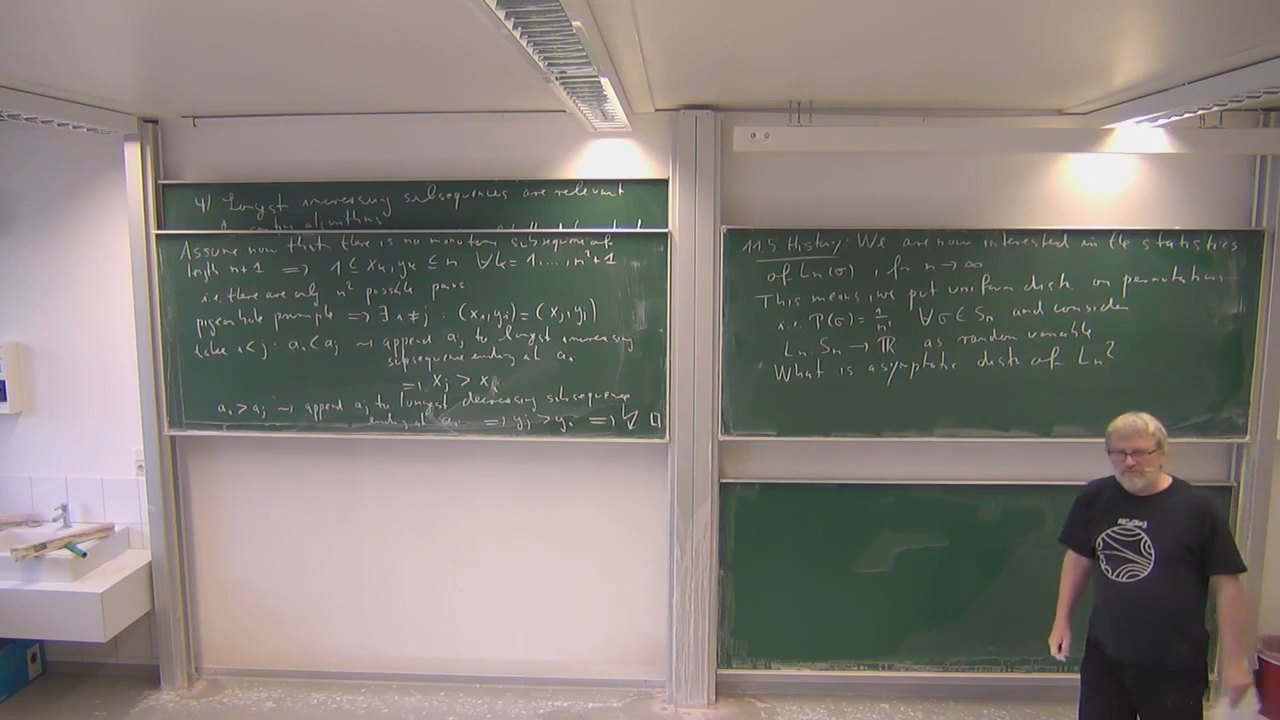 4) Longest increasing subsequences are relevant
Assume now that there is no monotone subsequence of
length n+1 ⟹ 1 ≤ x_k, y_k ≤ n ∀k=1,...,n²+1
i.e. there are only n² possible pairs
pigeonhole principle ⟹ ∃ i≠j : (x_i,y_i) = (x_j,y_j)
take i<j : a_i < a_j ⇝ append a_j to longest increasing
subsequence ending at a_i
⟹ x_j > x_i
a_i > a_j ⇝ append a_j to longest decreasing subsequence
ending at a_i ⟹ y_j > y_i ⟹ ↯ □
11.5 History: We are now interested in the statistics
of L_n(σ), for n→∞
This means, we put uniform distr. on permutations
i.e. P(σ) = 1/n! ∀σ∈S_n and consider
L_n: S_n → ℝ as random variable
What is asymptotic distr of L_n?